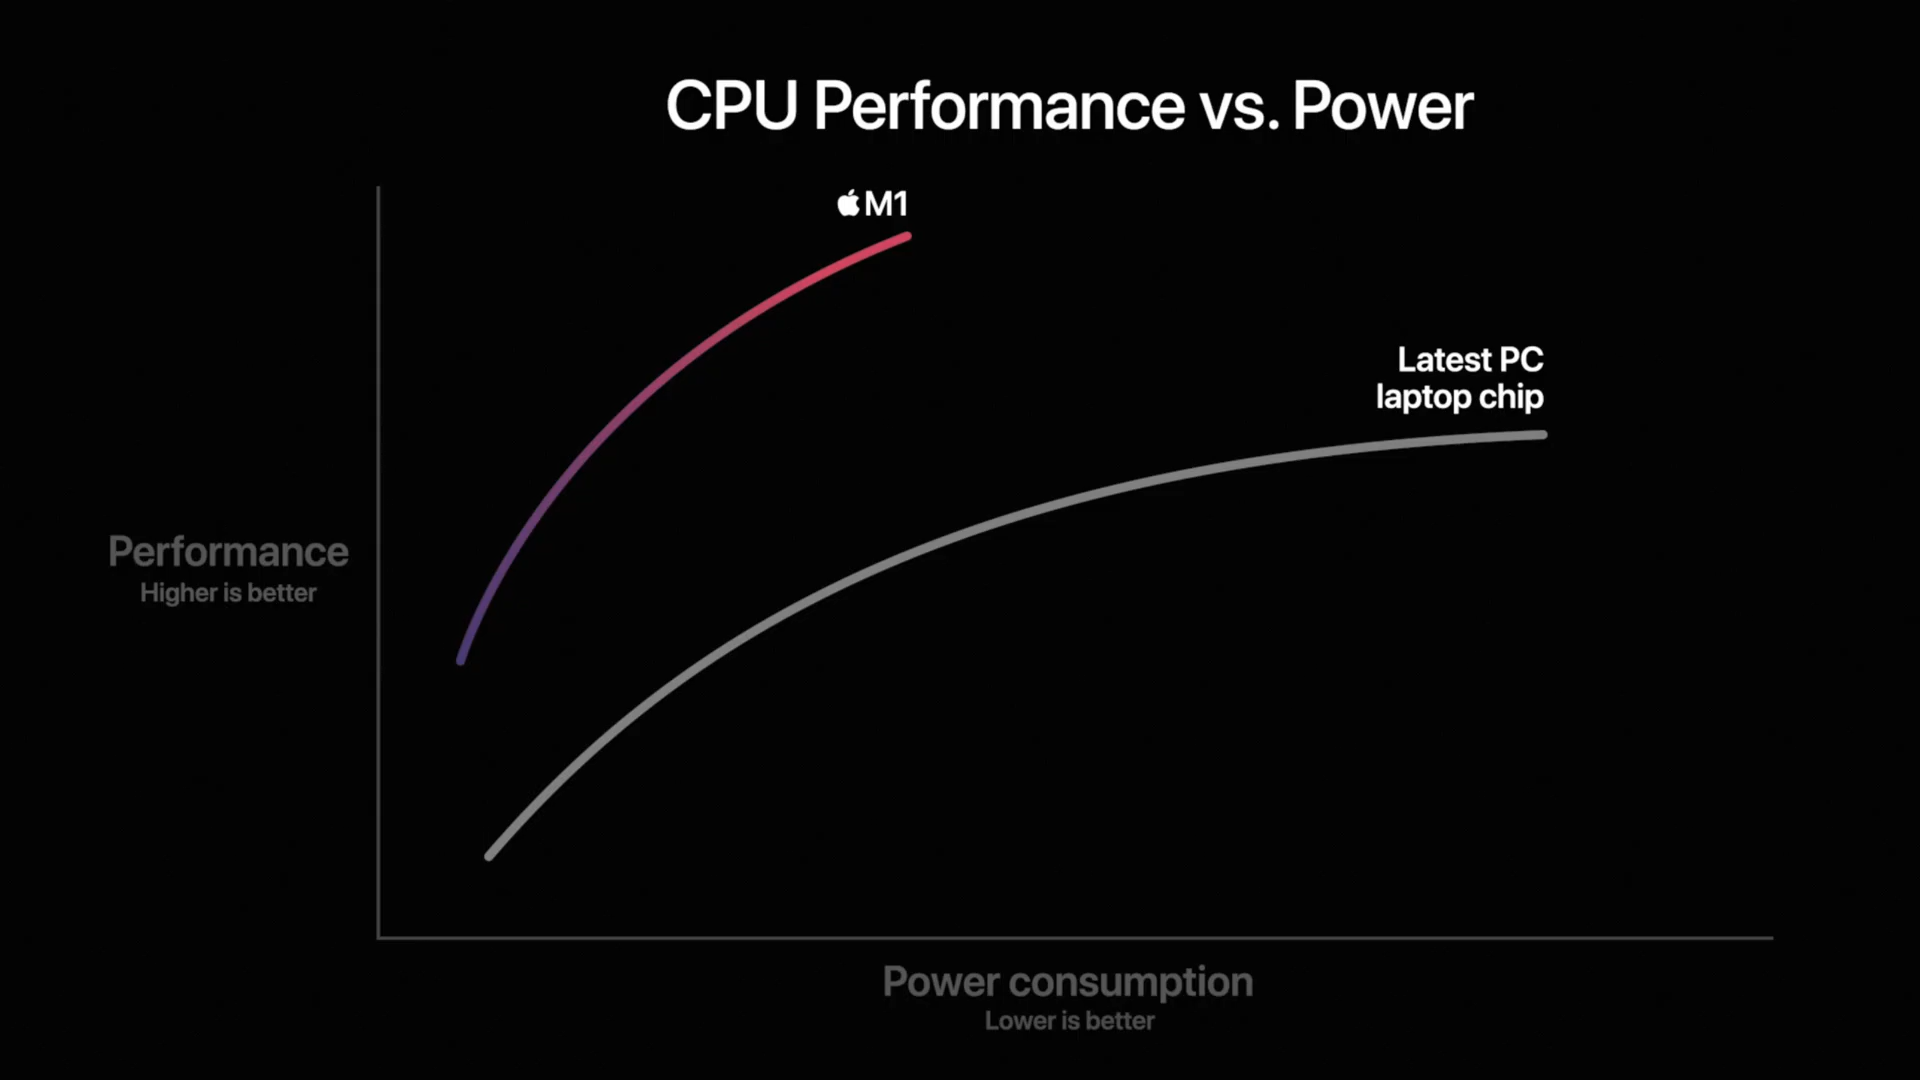 CPU Performance vs. Power
M1
Latest PC
laptop chip
Performance
Higher is better
Power consumption
Lower is better